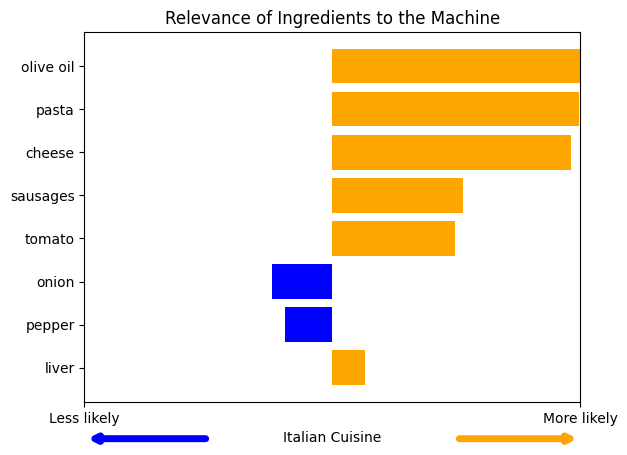 Relevance of Ingredients to the Machine
olive oil
pasta
cheese
sausages
tomato
onion
pepper
liver
Less likely
More likely
Italian Cuisine